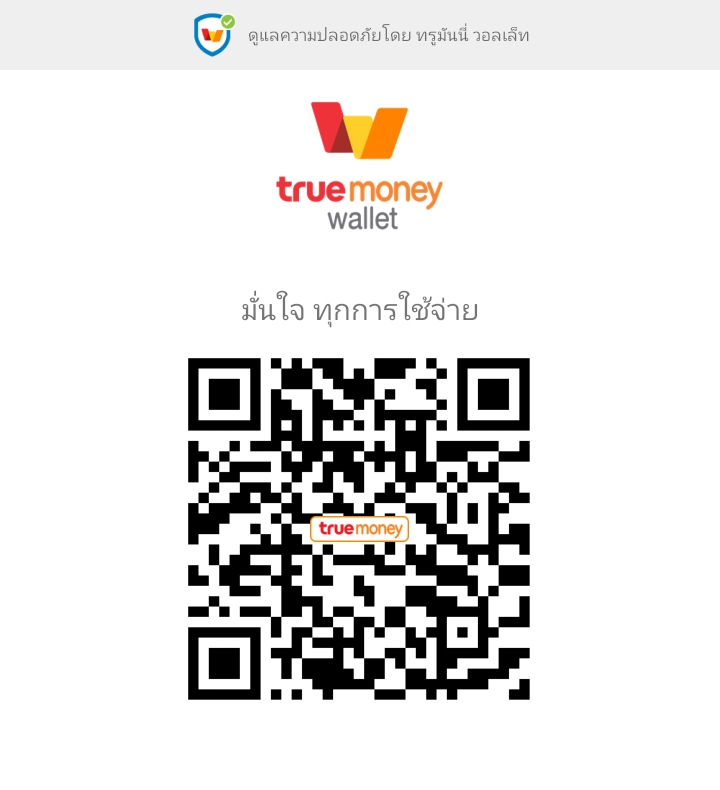 ดูแลความปลอดภัยโดย ทรูมันนี่ วอลเล็ท
truemoney
wallet
มั่นใจ ทุกการใช้จ่าย
truemoney